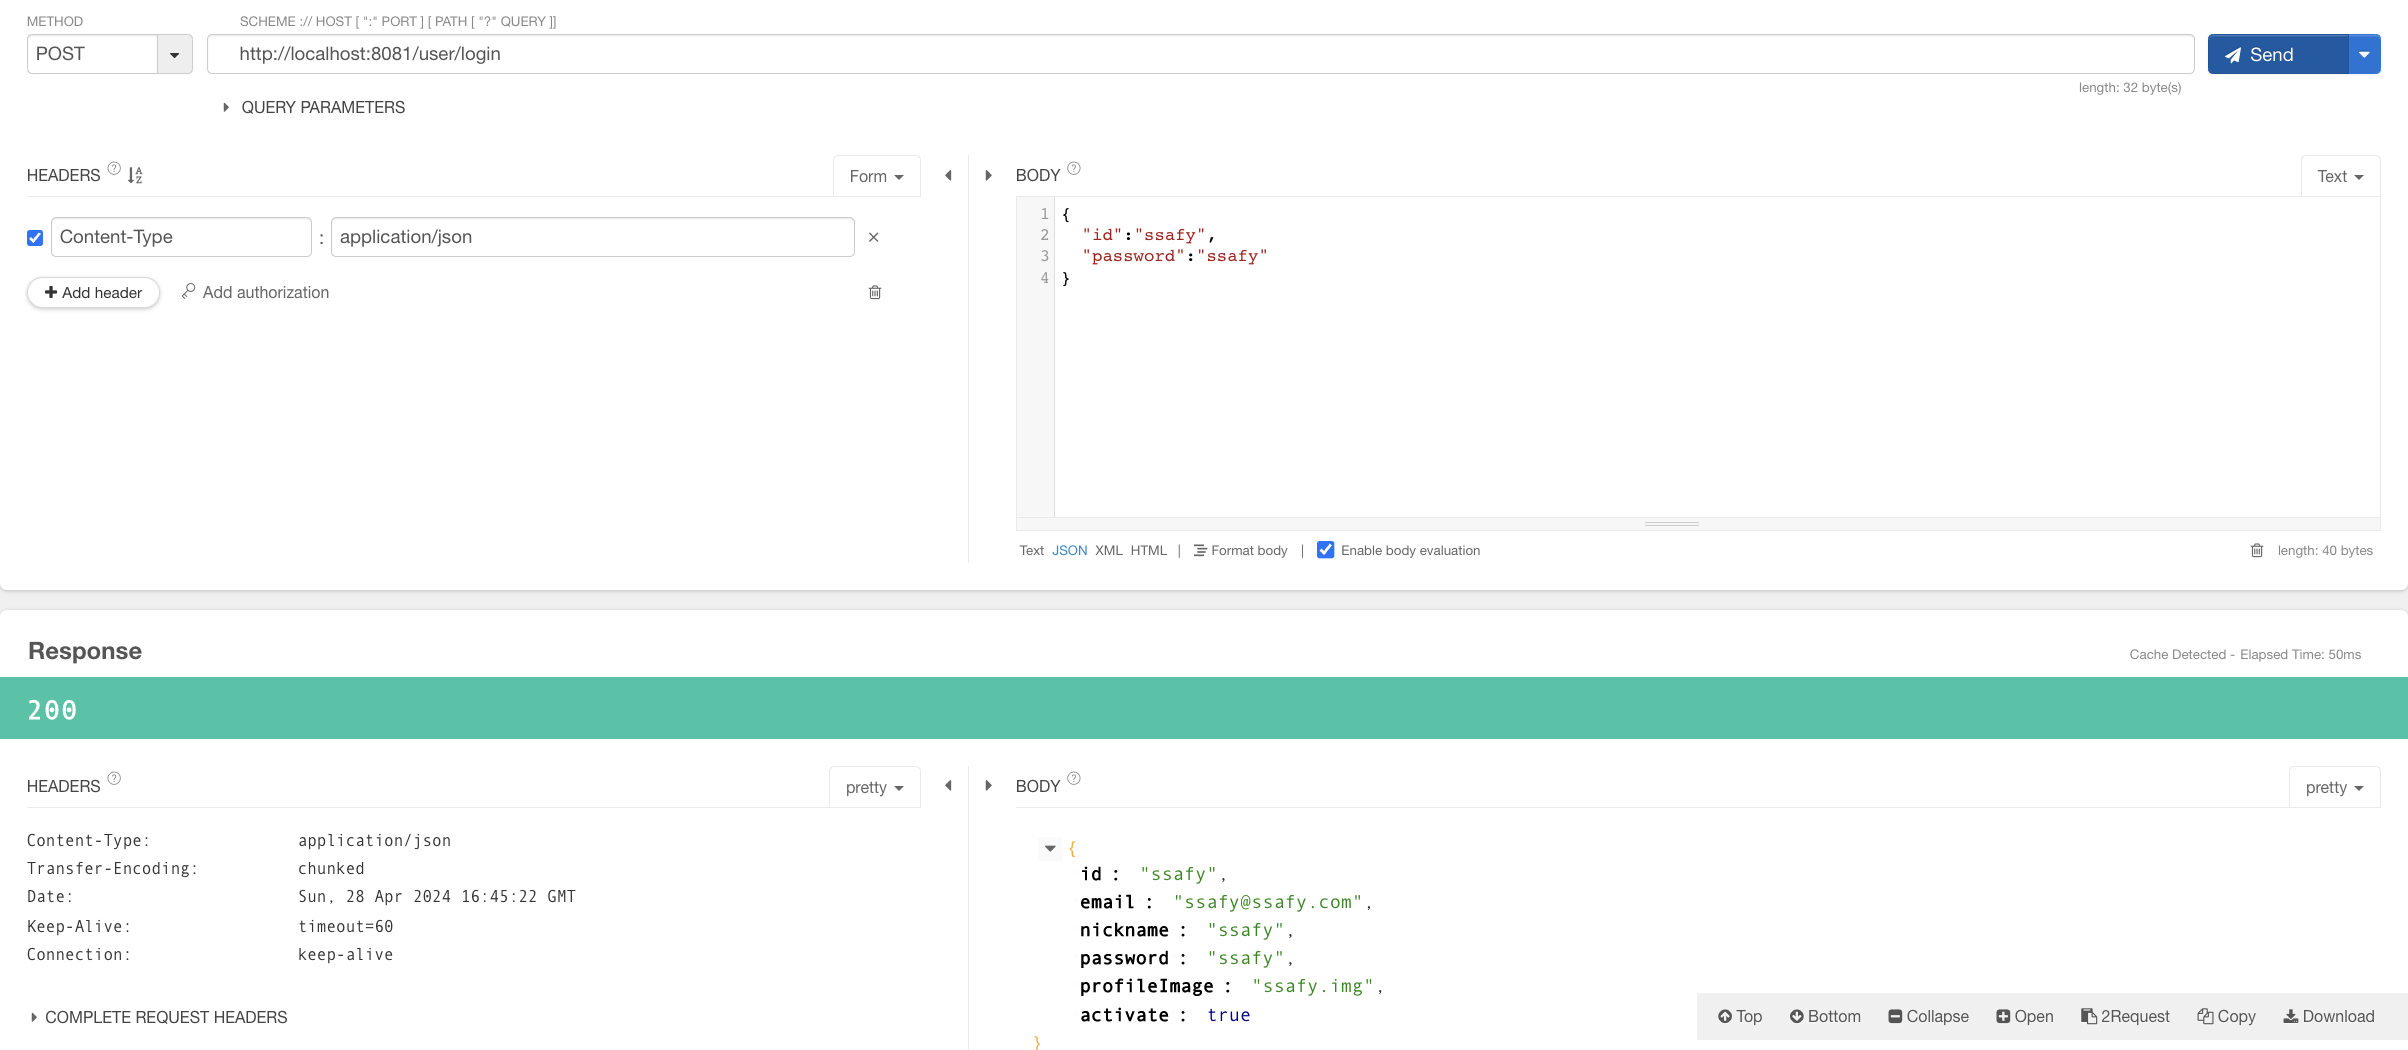 METHOD
SCHEME :// HOST [ ":" PORT ] [ PATH [ "?" QUERY ]]
POST
http://localhost:8081/user/login
Send
length: 32 byte(s)
QUERY PARAMETERS
HEADERS ?
Form
BODY ?
Text
Content-Type : application/json ×
+ Add header
Add authorization
1 {
2 "id":"ssafy",
3 "password":"ssafy"
4 }
Text JSON XML HTML | Format body | Enable body evaluation
length: 40 bytes
Response
Cache Detected - Elapsed Time: 50ms
200
HEADERS ?
pretty
BODY ?
pretty
Content-Type: application/json
Transfer-Encoding: chunked
Date: Sun, 28 Apr 2024 16:45:22 GMT
Keep-Alive: timeout=60
Connection: keep-alive
COMPLETE REQUEST HEADERS
{
id : "ssafy",
email : "ssafy@ssafy.com",
nickname : "ssafy",
password : "ssafy",
profileImage : "ssafy.img",
activate : true
}
Top Bottom Collapse Open 2Request Copy Download